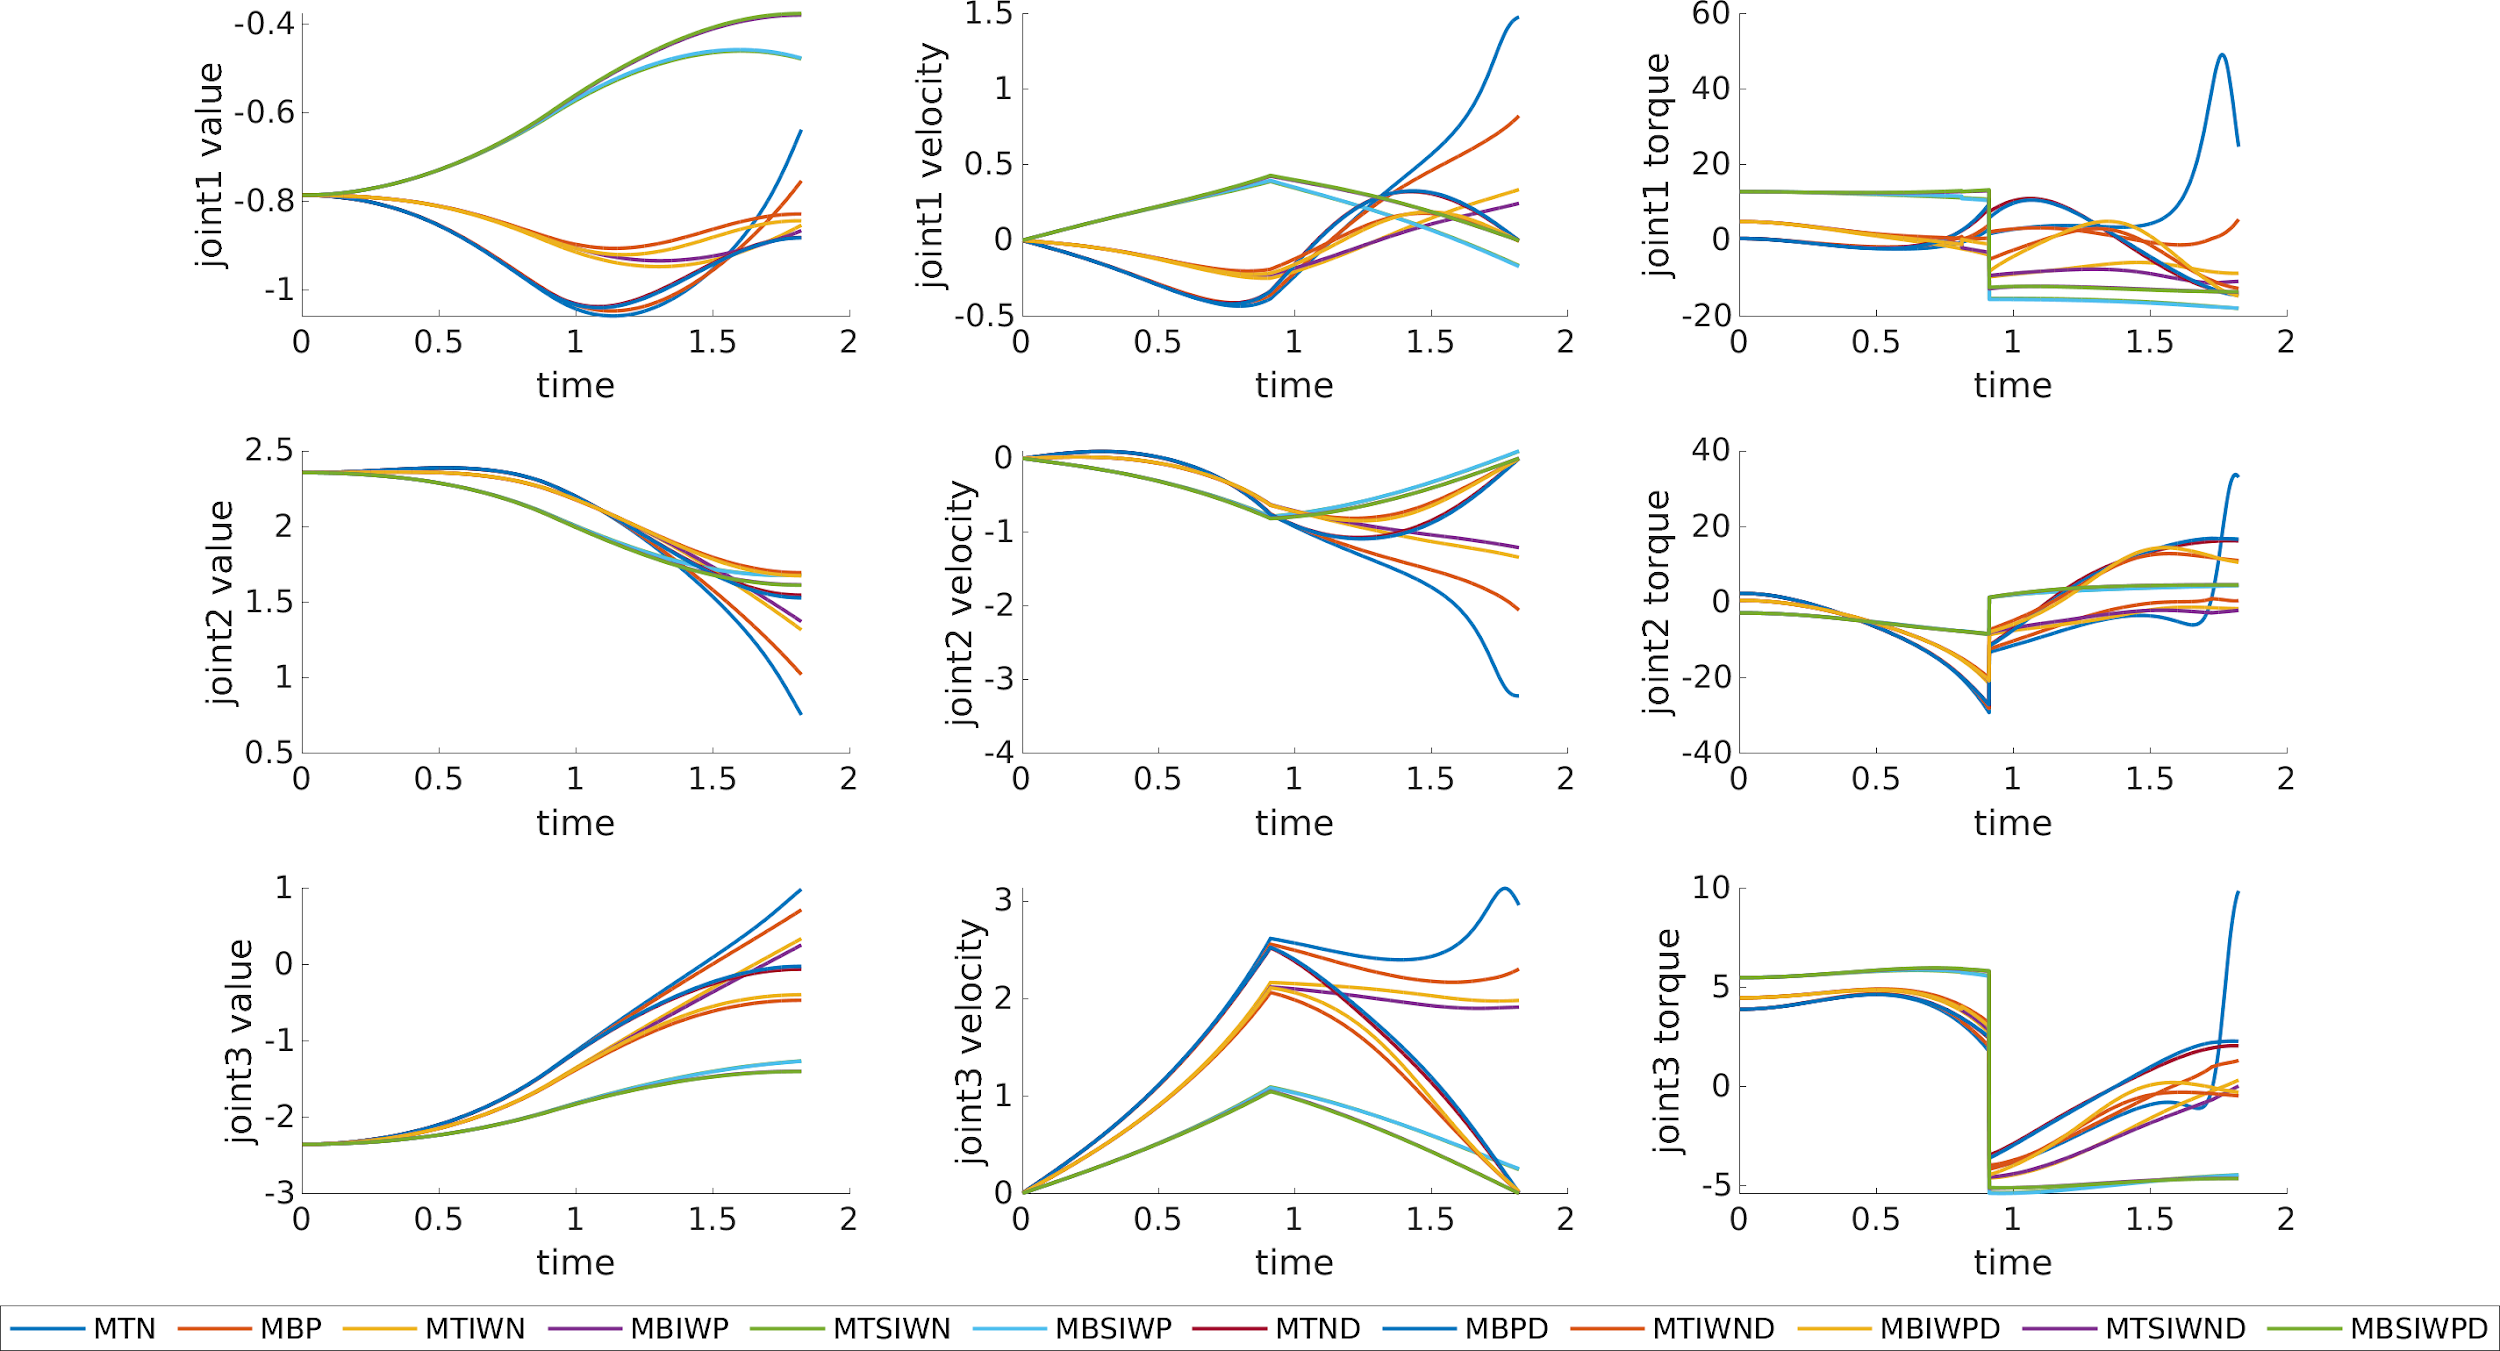 joint1 value
-0.4
-0.6
-0.8
-1
0 0.5 1 1.5 2
time
joint1 velocity
1.5
1
0.5
0
-0.5
0 0.5 1 1.5 2
time
joint1 torque
60
40
20
0
-20
0 0.5 1 1.5 2
time
joint2 value
2.5
2
1.5
1
0.5
0 0.5 1 1.5 2
time
joint2 velocity
0
-1
-2
-3
-4
0 0.5 1 1.5 2
time
joint2 torque
40
20
0
-20
-40
0 0.5 1 1.5 2
time
joint3 value
1
0
-1
-2
-3
0 0.5 1 1.5 2
time
joint3 velocity
3
2
1
0
0 0.5 1 1.5 2
time
joint3 torque
10
5
0
-5
0 0.5 1 1.5 2
time
MTN MBP MTIWN MBIWP MTSIWN MBSIWP MTND MBPD MTIWND MBIWPD MTSIWND MBSIWPD